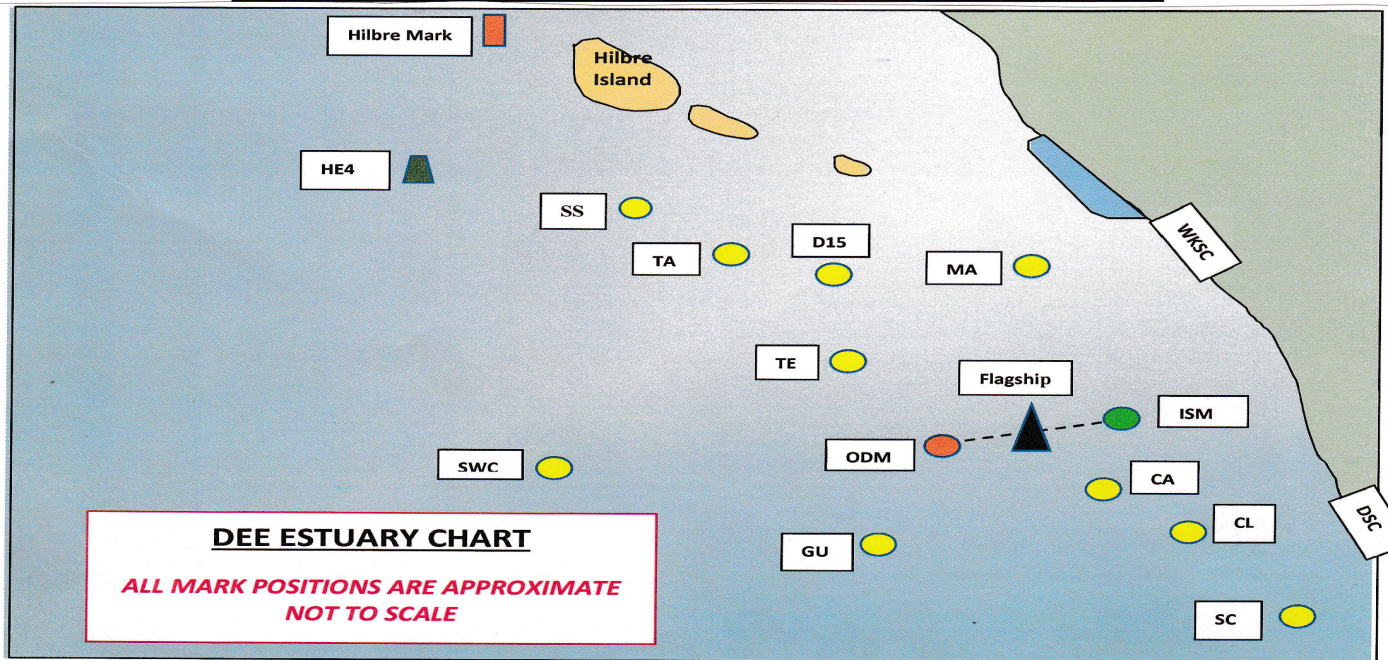 Hilbre Mark
Hilbre
Island
HE4
SS
WKSC
D15
TA
MA
TE
Flagship
ISM
ODM
SWC
CA
CL
DSC
GU
SC
DEE ESTUARY CHART
ALL MARK POSITIONS ARE APPROXIMATE
NOT TO SCALE